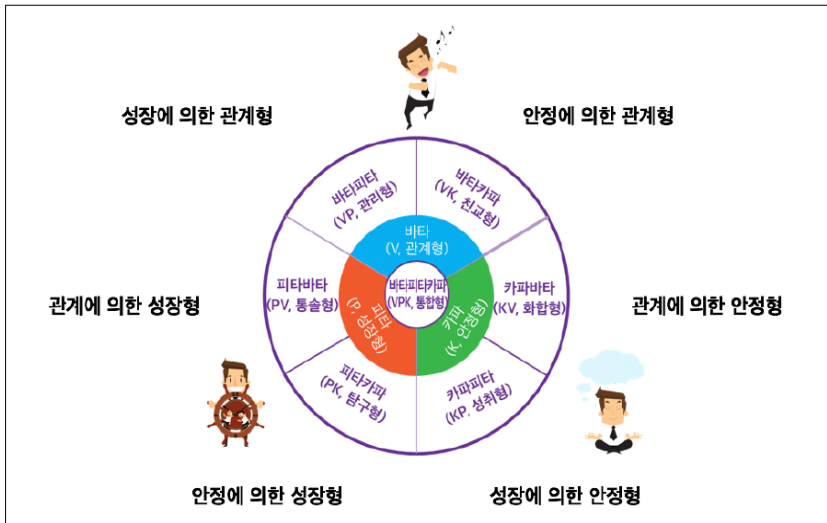 성장에 의한 관계형
안정에 의한 관계형
바타피타
(VP, 관리형)
바타카파
(VK, 친교형)
바타
(V, 관계형)
관계에 의한 성장형
피타바타
(PV, 통솔형)
피타
(P, 성장형)
바타피타카파
(VPK, 통합형)
카파
(K, 안정형)
카파바타
(KV, 화합형)
관계에 의한 안정형
피타카파
(PK, 탐구형)
카파피타
(KP, 성취형)
안정에 의한 성장형
성장에 의한 안정형